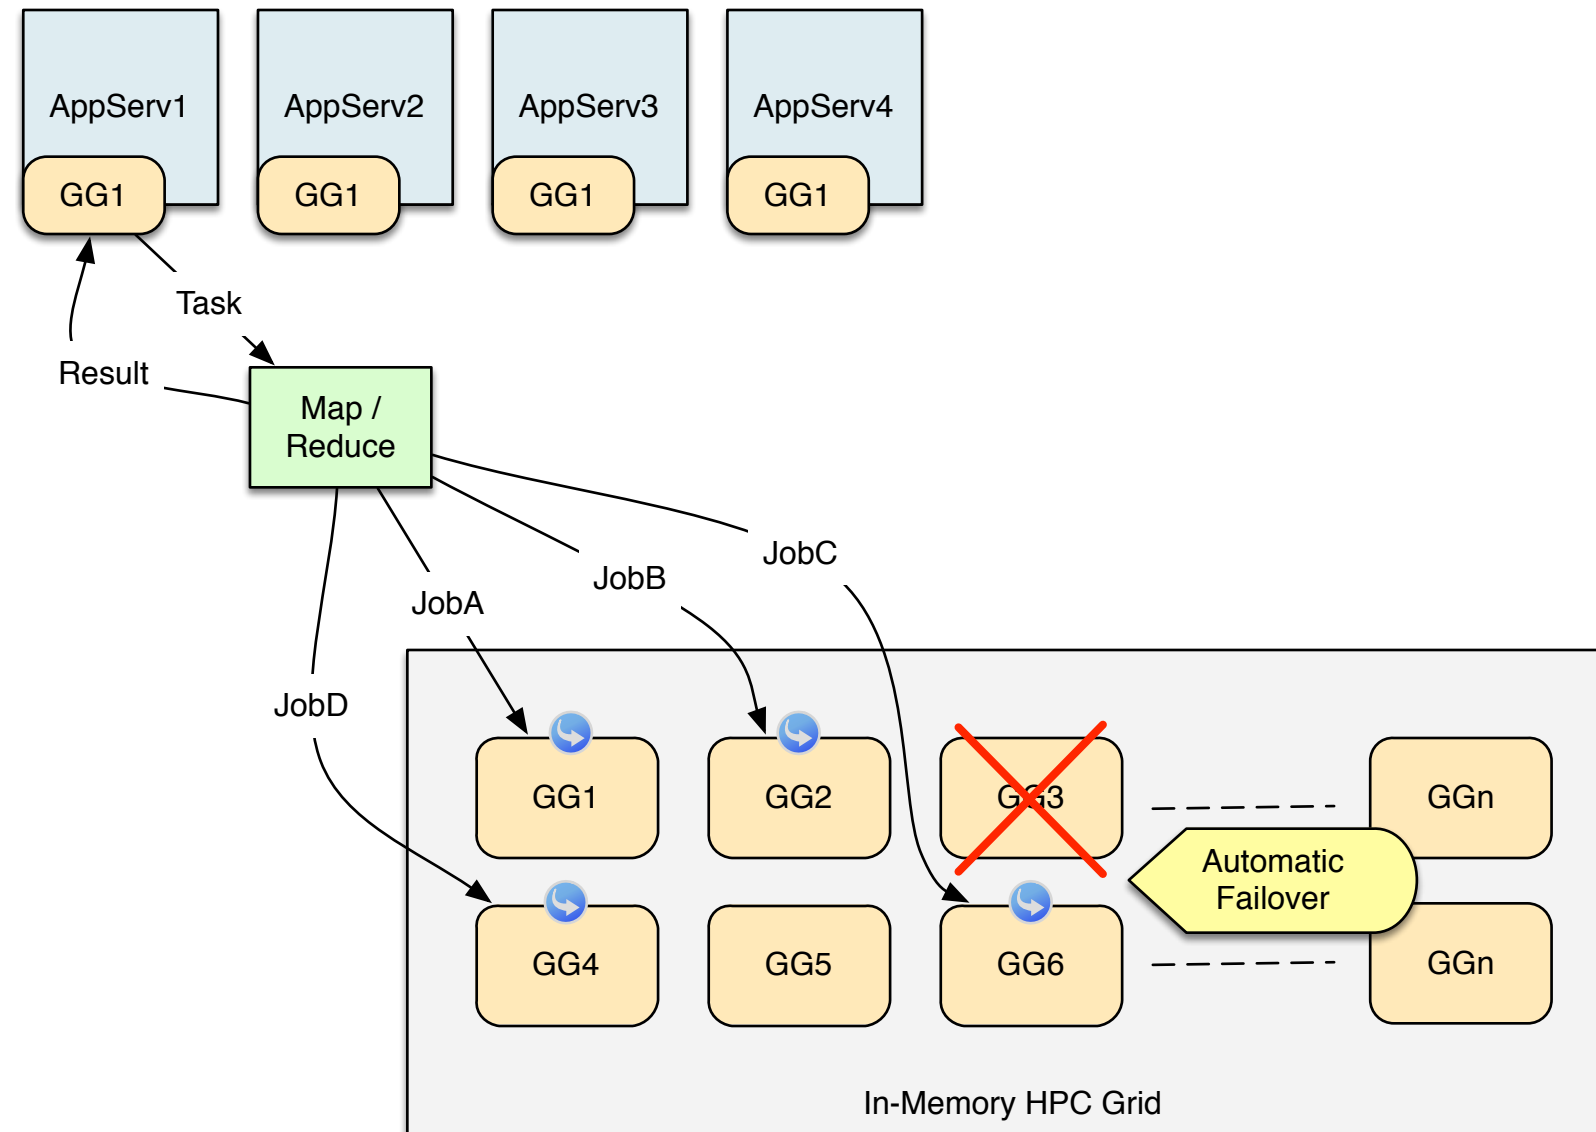 AppServ1
AppServ2
AppServ3
AppServ4
GG1
GG1
GG1
GG1
Task
Result
Map /
Reduce
JobC
JobB
JobA
JobD
GG1
GG2
GG3
GGn
Automatic
Failover
GG4
GG5
GG6
GGn
In-Memory HPC Grid